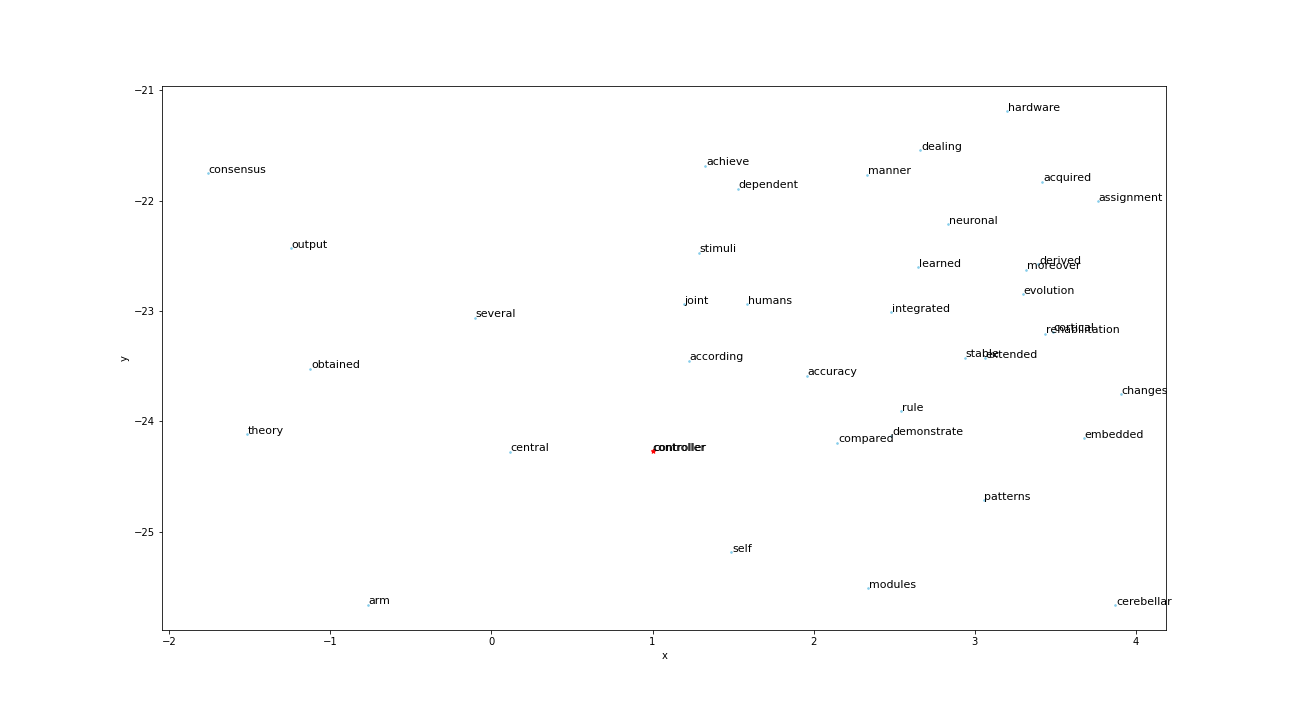 −21
hardware
dealing
achieve
consensus
manner
acquired
dependent
assignment
−22
neuronal
output
stimuli
derived
learned
moreover
evolution
joint
humans
integrated
−23
several
cortical
rehabilitation
stable
extended
according
y
obtained
accuracy
changes
rule
−24
theory
demonstrate
embedded
compared
central
controller
patterns
−25
self
modules
arm
cerebellar
−2
−1
0
1
2
3
4
x